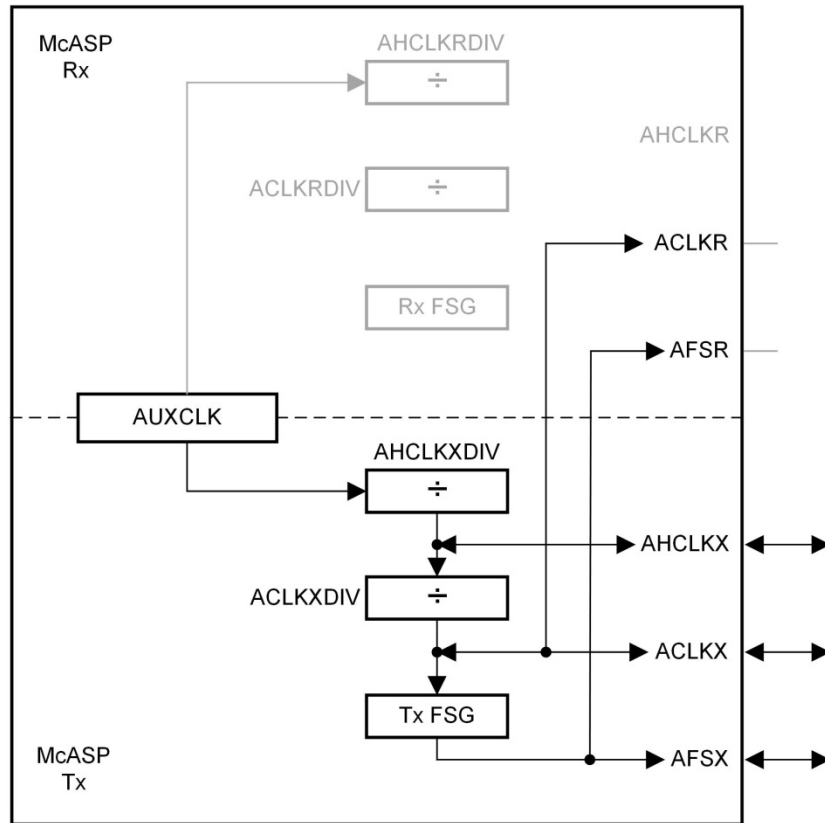 McASP
Rx
AHCLKRDIV
÷
AHCLKR
ACLKRDIV
÷
ACLKR
Rx FSG
AFSR
AUXCLK
AHCLKXDIV
÷
AHCLKX
ACLKXDIV
÷
ACLKX
Tx FSG
McASP
Tx
AFSX